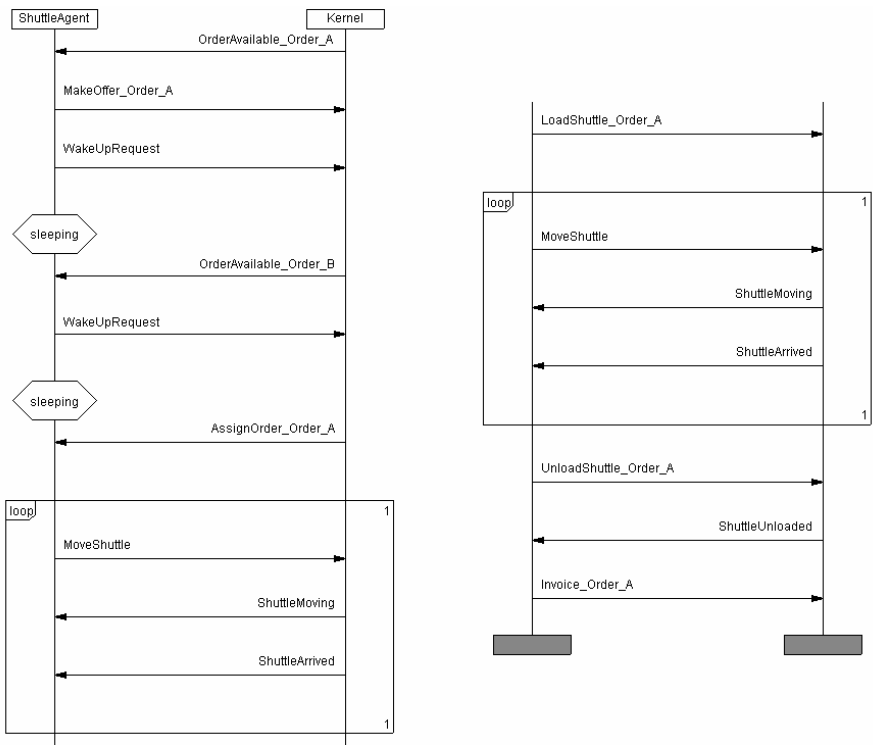 ShuttleAgent
Kernel
OrderAvailable_Order_A
MakeOffer_Order_A
WakeUpRequest
sleeping
OrderAvailable_Order_B
WakeUpRequest
sleeping
AssignOrder_Order_A
loop
1
MoveShuttle
ShuttleMoving
ShuttleArrived
1
LoadShuttle_Order_A
loop
1
MoveShuttle
ShuttleMoving
ShuttleArrived
1
UnloadShuttle_Order_A
ShuttleUnloaded
Invoice_Order_A